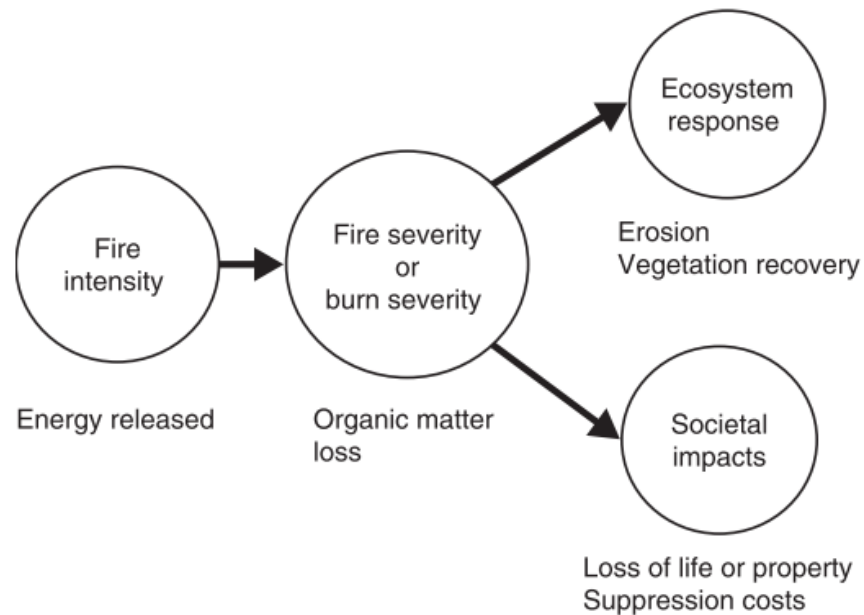 Fire
intensity
Energy released
Fire severity
or
burn severity
Organic matter
loss
Ecosystem
response
Erosion
Vegetation recovery
Societal
impacts
Loss of life or property
Suppression costs